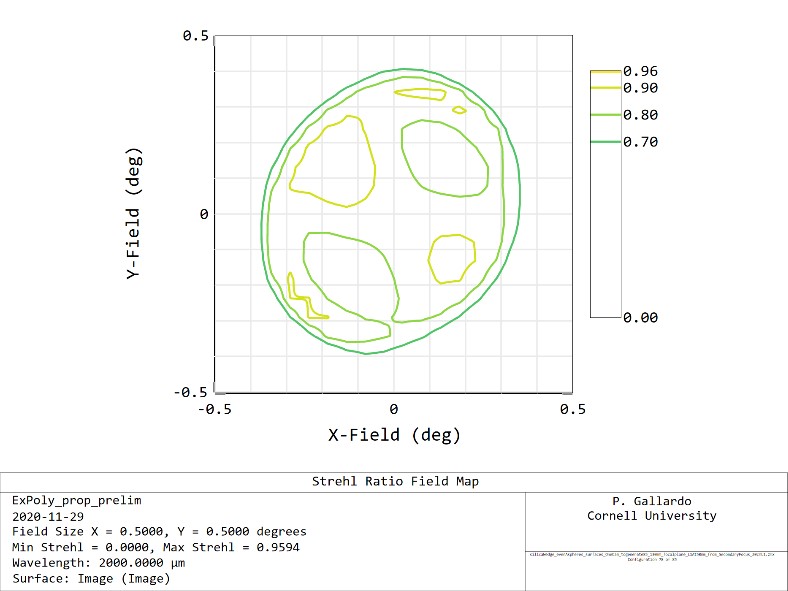 0.5
0.96
0.90
0.80
0.70
Y-Field (deg)
0
0.00
-0.5
-0.5
0
0.5
X-Field (deg)
Strehl Ratio Field Map
ExPoly_prop_prelim
2020-11-29
Field Size X = 0.5000, Y = 0.5000 degrees
Min Strehl = 0.0000, Max Strehl = 0.9594
Wavelength: 2000.0000 µm
Surface: Image (Image)
P. Gallardo
Cornell University
Configuration of 85